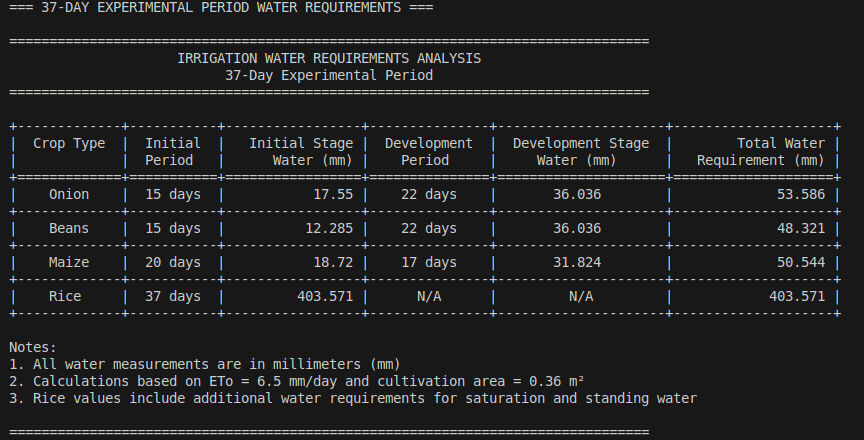 === 37-DAY EXPERIMENTAL PERIOD WATER REQUIREMENTS ===
================================================================================
IRRIGATION WATER REQUIREMENTS ANALYSIS
37-Day Experimental Period
================================================================================
+-------------+-----------+-----------------+---------------+---------------------+--------------------+
|  Crop Type  |  Initial  |   Initial Stage |  Development  |  Development Stage  |        Total Water |
|             |  Period   |      Water (mm) |    Period     |     Water (mm)      |   Requirement (mm) |
+=============+===========+=================+===============+=====================+====================+
|    Onion    |  15 days  |           17.55 |    22 days    |       36.036        |             53.586 |
+-------------+-----------+-----------------+---------------+---------------------+--------------------+
|    Beans    |  15 days  |          12.285 |    22 days    |       36.036        |             48.321 |
+-------------+-----------+-----------------+---------------+---------------------+--------------------+
|    Maize    |  20 days  |           18.72 |    17 days    |       31.824        |             50.544 |
+-------------+-----------+-----------------+---------------+---------------------+--------------------+
|    Rice     |  37 days  |         403.571 |      N/A      |         N/A         |            403.571 |
+-------------+-----------+-----------------+---------------+---------------------+--------------------+
Notes:
1. All water measurements are in millimeters (mm)
2. Calculations based on ETo = 6.5 mm/day and cultivation area = 0.36 m²
3. Rice values include additional water requirements for saturation and standing water
================================================================================